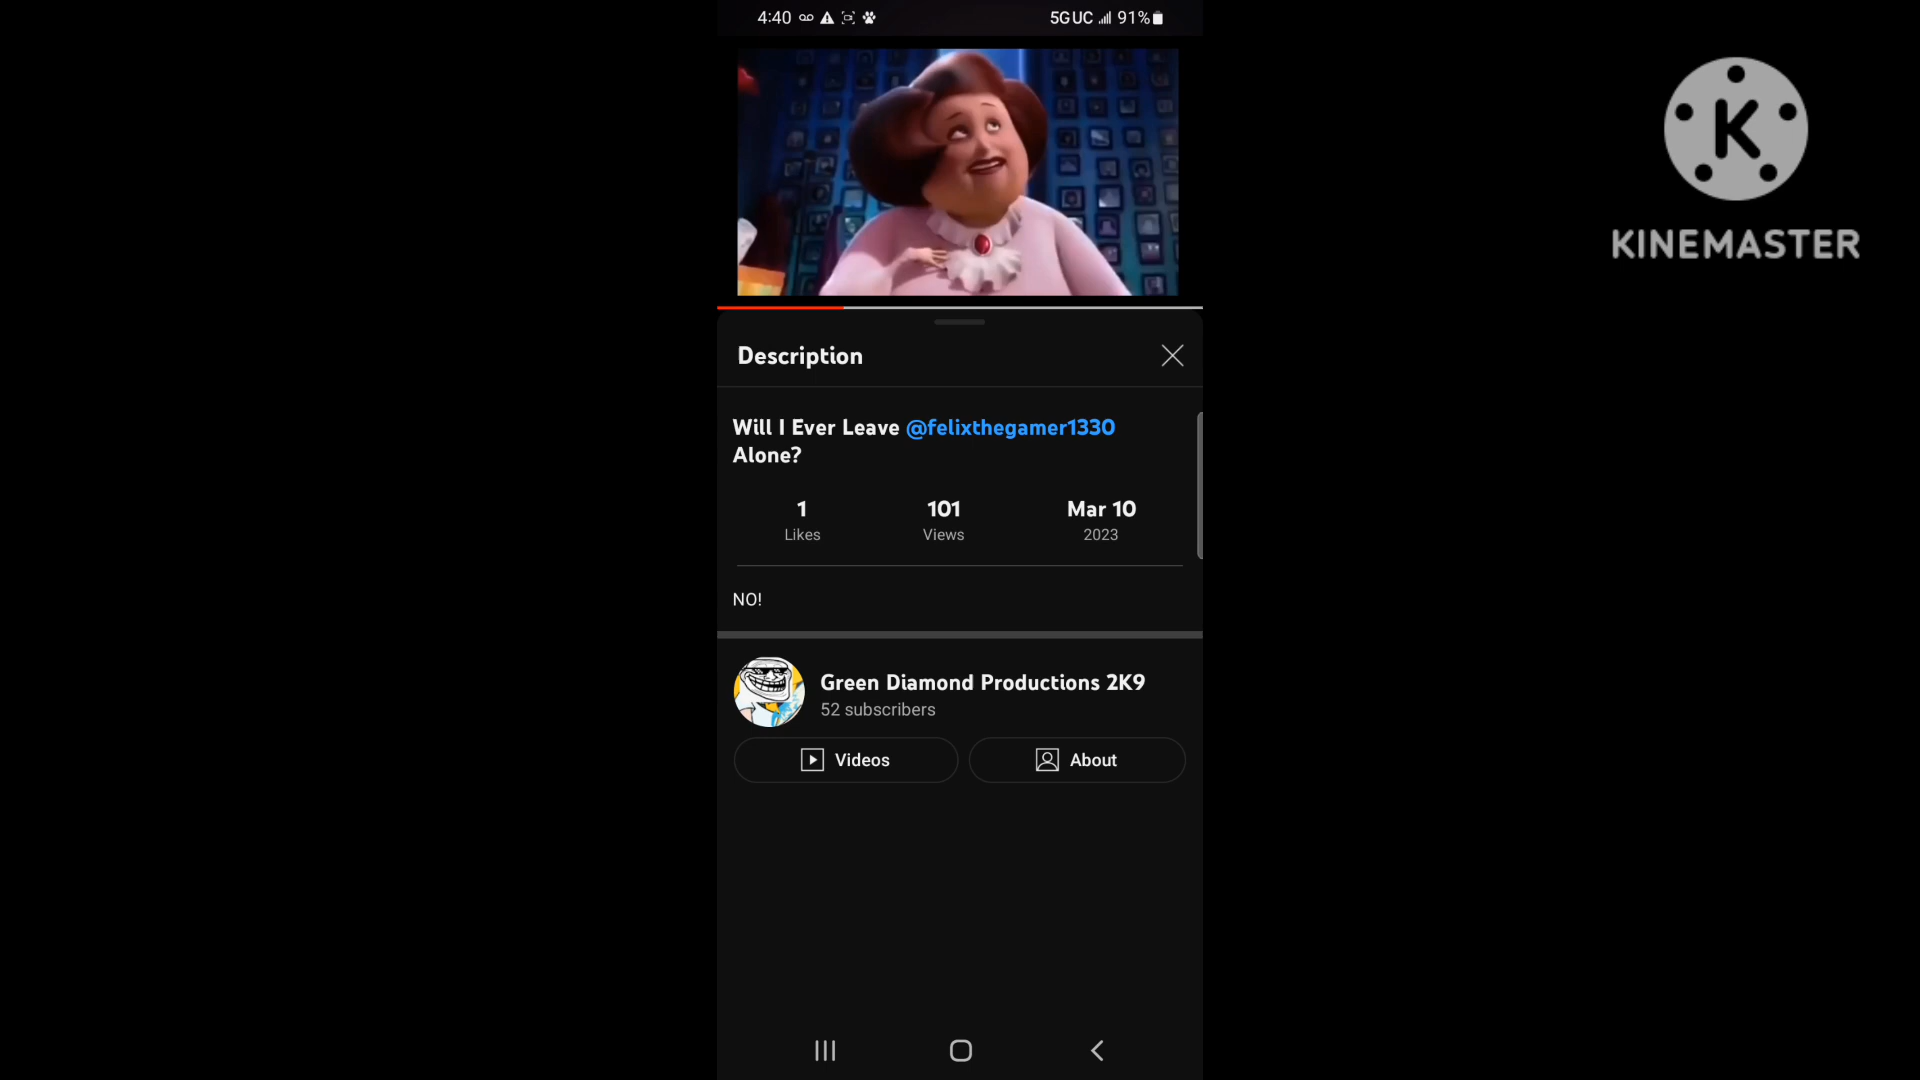 4:40
5GUC 91%
KINEMASTER
Description
Will I Ever Leave @felixthegamer1330
Alone?
1 101 Mar 10
Likes Views 2023
NO!
Green Diamond Productions 2K9
52 subscribers
Videos About